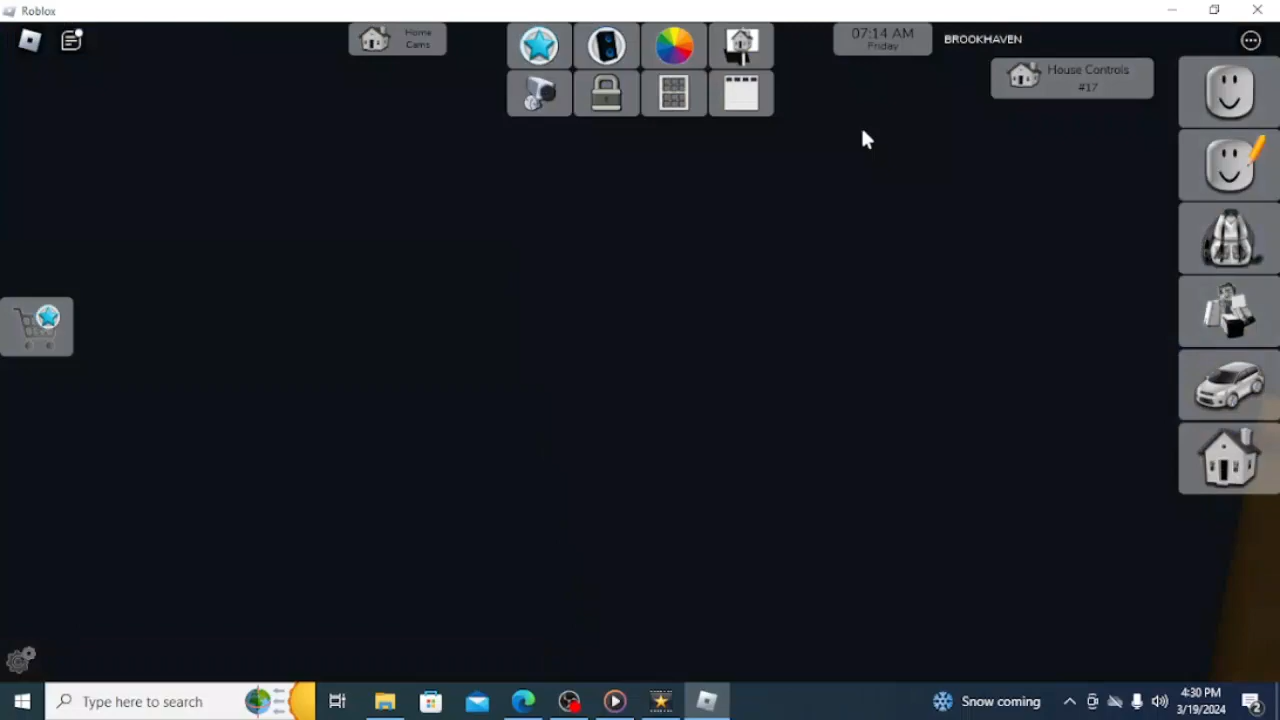 Roblox
Home
Cams
07:14 AM
Friday
BROOKHAVEN
House Controls
#17
Type here to search
Snow coming
4:30 PM
3/19/2024
2